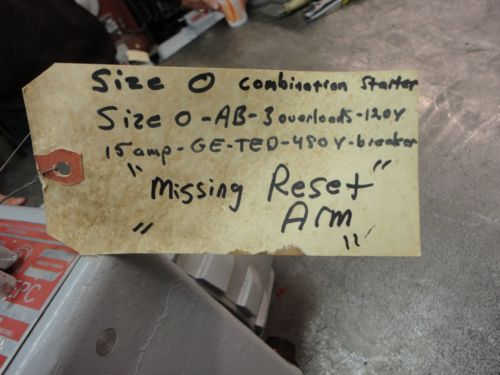 Size 0 Combination Starter
Size 0-AB-3 overloads-120V
15 amp-GE-TED-480V-breaker
"Missing Reset"
" Arm "
PC